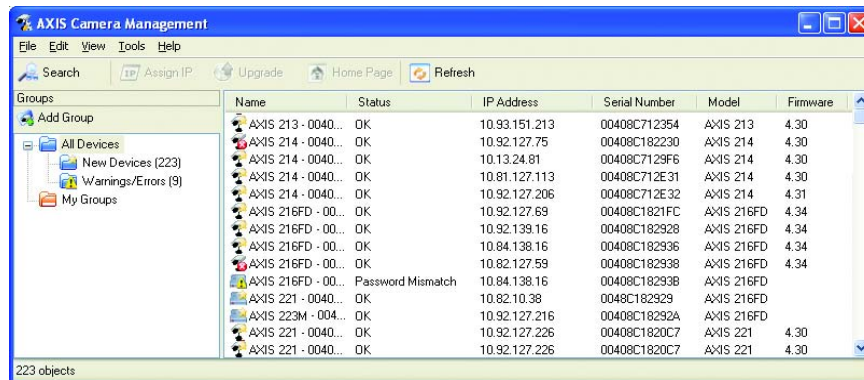 AXIS Camera Management
File Edit View Tools Help
Search Assign IP Upgrade Home Page Refresh
Groups
Add Group
All Devices
New Devices (223)
Warnings/Errors (9)
My Groups
Name Status IP Address Serial Number Model Firmware
AXIS 213 - 0040... OK 10.93.151.213 00408C712354 AXIS 213 4.30
AXIS 214 - 0040... OK 10.92.127.75 00408C182230 AXIS 214 4.30
AXIS 214 - 0040... OK 10.13.24.81 00408C7129F6 AXIS 214 4.30
AXIS 214 - 0040... OK 10.81.127.113 00408C712E31 AXIS 214 4.30
AXIS 214 - 0040... OK 10.92.127.206 00408C712E32 AXIS 214 4.31
AXIS 216FD - 00... OK 10.92.127.69 00408C1821FC AXIS 216FD 4.34
AXIS 216FD - 00... OK 10.92.139.16 00408C182928 AXIS 216FD 4.34
AXIS 216FD - 00... OK 10.84.138.16 00408C182936 AXIS 216FD 4.34
AXIS 216FD - 00... OK 10.82.127.59 00408C182938 AXIS 216FD 4.34
AXIS 216FD - 00... Password Mismatch 10.84.138.16 00408C18293B AXIS 216FD
AXIS 221 - 0040... OK 10.82.10.38 0048C182929 AXIS 216FD
AXIS 223M - 004... OK 10.92.127.216 00408C18292A AXIS 216FD
AXIS 221 - 0040... OK 10.92.127.226 00408C1820C7 AXIS 221 4.30
AXIS 221 - 0040... OK 10.92.127.226 00408C1820C7 AXIS 221 4.30
223 objects